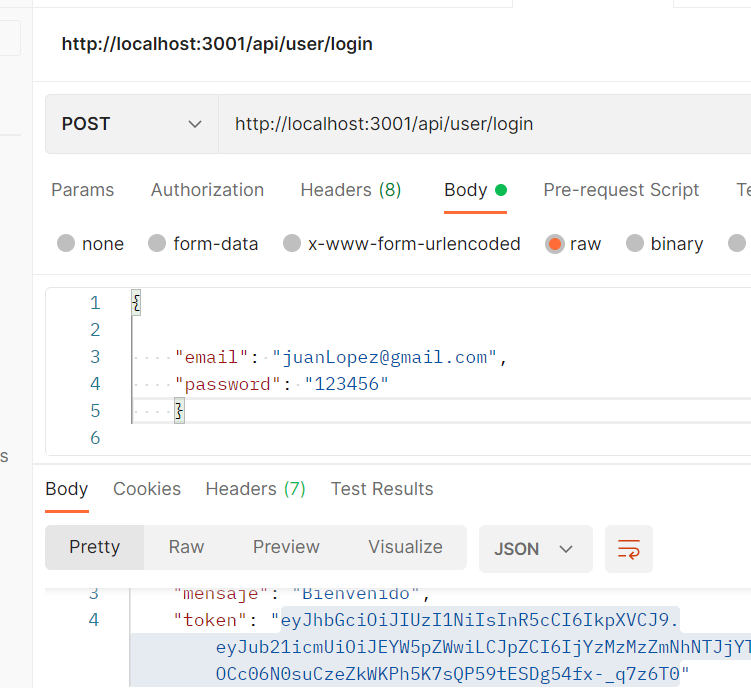 http://localhost:3001/api/user/login
POST http://localhost:3001/api/user/login
Params Authorization Headers (8) Body Pre-request Script Te
none form-data x-www-form-urlencoded raw binary
1 {
2
3 "email": "juanLopez@gmail.com",
4 "password": "123456"
5 }
6
s
Body Cookies Headers (7) Test Results
Pretty Raw Preview Visualize JSON
3 "mensaje": "Bienvenido",
4 "token": "eyJhbGciOiJIUzI1NiIsInR5cCI6IkpXVCJ9.
eyJub21icmUiOiJEYW5pZWwiLCJpZCI6IjYzMzMzZmNhNTJjYT
OCc06N0suCzeZkWKPh5K7sQP59tESDg54fx-_q7z6T0"